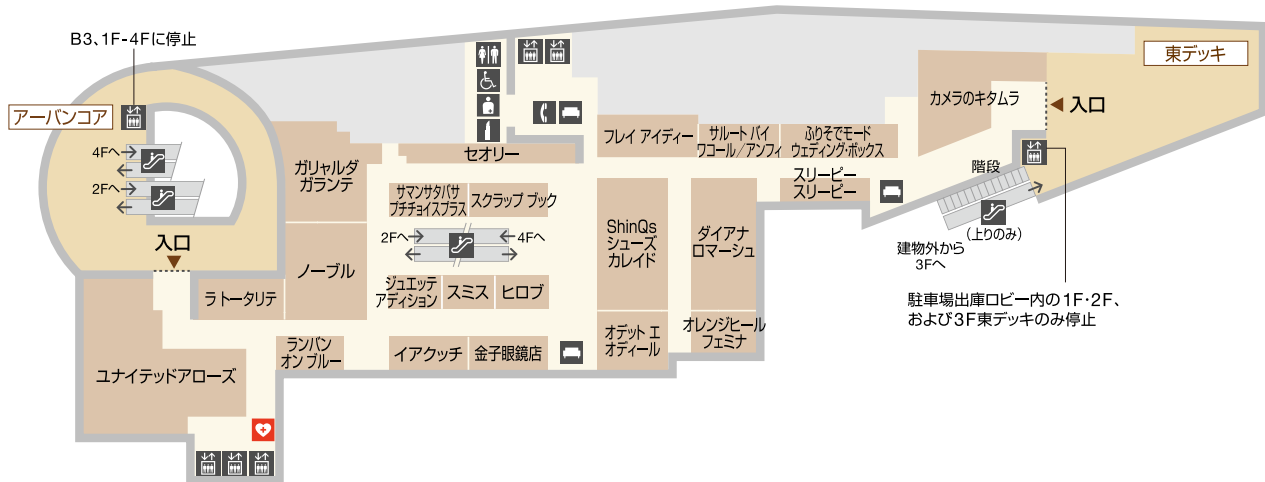 B3、1F-4Fに停止
アーバンコア
4Fへ
2Fへ
入口
ガリャルダ
ガランテ
セオリー
サマンサタバサ
プチチョイスプラス
スクラップ ブック
2Fへ
4Fへ
ノーブル
ラ トータリテ
ジュエッテ
アディション
スミス
ヒロブ
ランバン
オン ブルー
イアクッチ
金子眼鏡店
ユナイテッドアローズ
フレイ アイディー
サルート バイ
ワコール/アンフィ
ふりそでモード
ウェディング・ボックス
スリーピー
スリーピー
ShinQs
シューズ
カレイド
ダイアナ
ロマーシュ
オデット エ
オディール
オレンジヒール
フェミナ
カメラのキタムラ
東デッキ
入口
階段
(上りのみ)
建物外から
3Fへ
駐車場出庫ロビー内の1F・2F、
および3F東デッキのみ停止